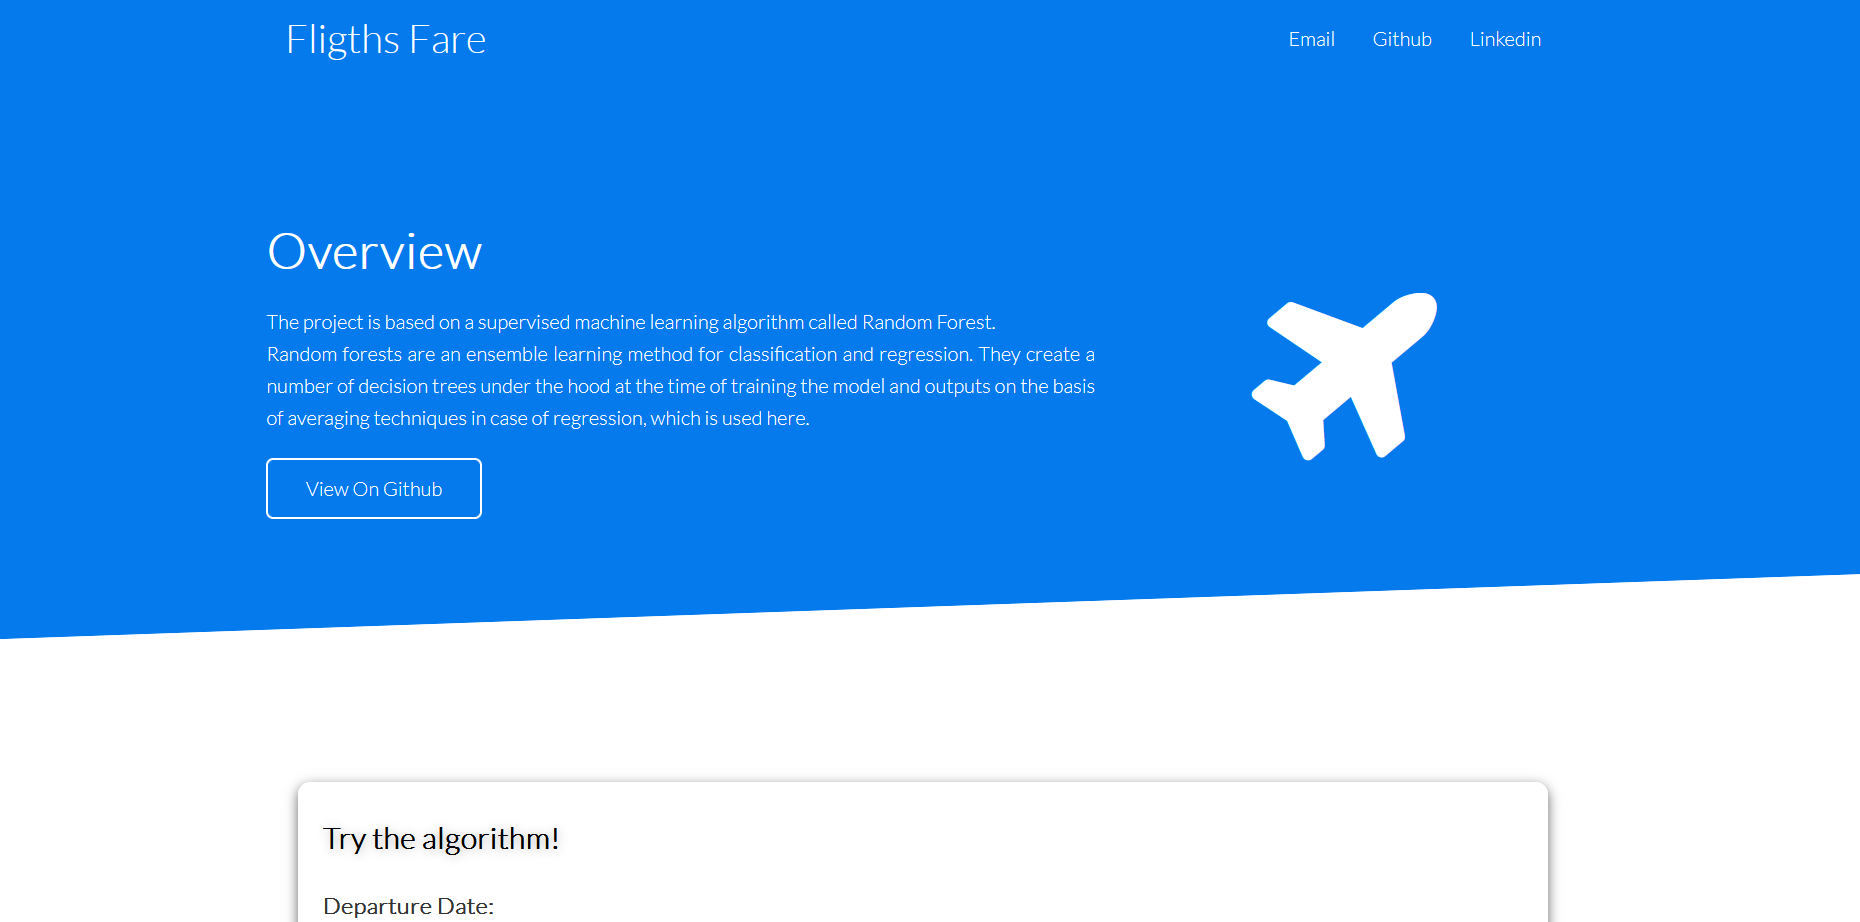 Fligths Fare
Email Github Linkedin
Overview
The project is based on a supervised machine learning algorithm called Random Forest.
Random forests are an ensemble learning method for classification and regression. They create a
number of decision trees under the hood at the time of training the model and outputs on the basis
of averaging techniques in case of regression, which is used here.
View On Github
Try the algorithm!
Departure Date: